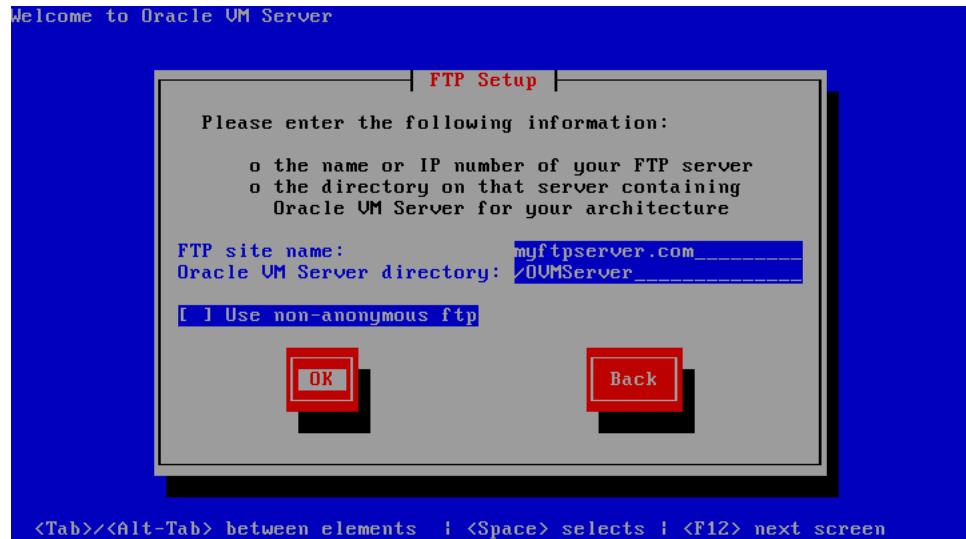 Welcome to Oracle VM Server
FTP Setup
Please enter the following information:
o the name or IP number of your FTP server
o the directory on that server containing
Oracle VM Server for your architecture
FTP site name: myftpserver.com_________
Oracle VM Server directory: /OVMServer______________
[ ] Use non-anonymous ftp
OK Back
<Tab>/<Alt-Tab> between elements | <Space> selects | <F12> next screen